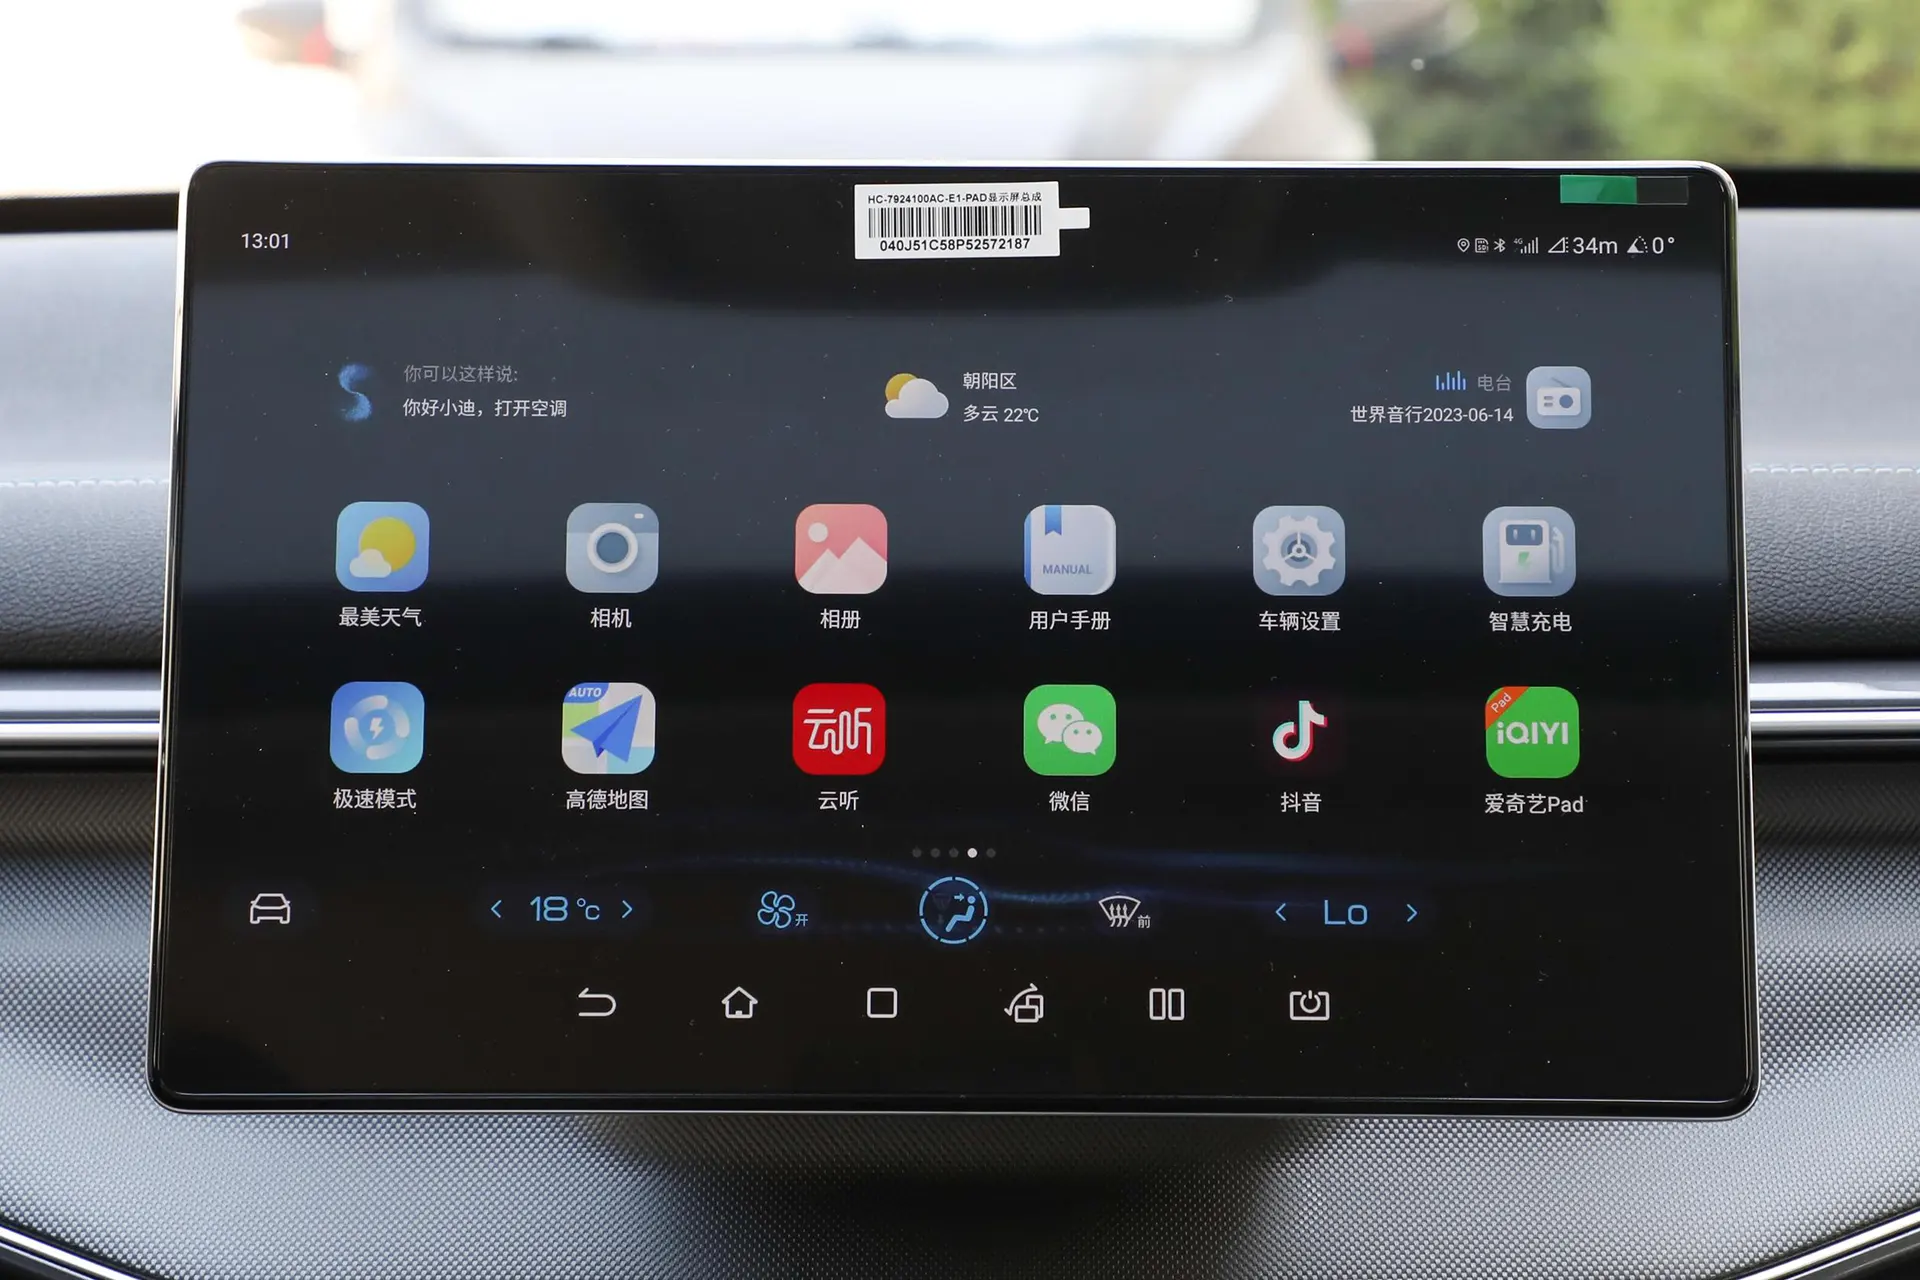 HC-7924100AC-E1-PAD显示屏总成
040J51C58P52572187
13:01
4G 34m 0°
你可以这样说:
你好小迪，打开空调
朝阳区
多云 22℃
电台
世界音行2023-06-14
MANUAL
最美天气 相机 相册 用户手册 车辆设置 智慧充电
AUTO 云听 Pad iQIYI
极速模式 高德地图 云听 微信 抖音 爱奇艺Pad
18℃ 开 前 Lo